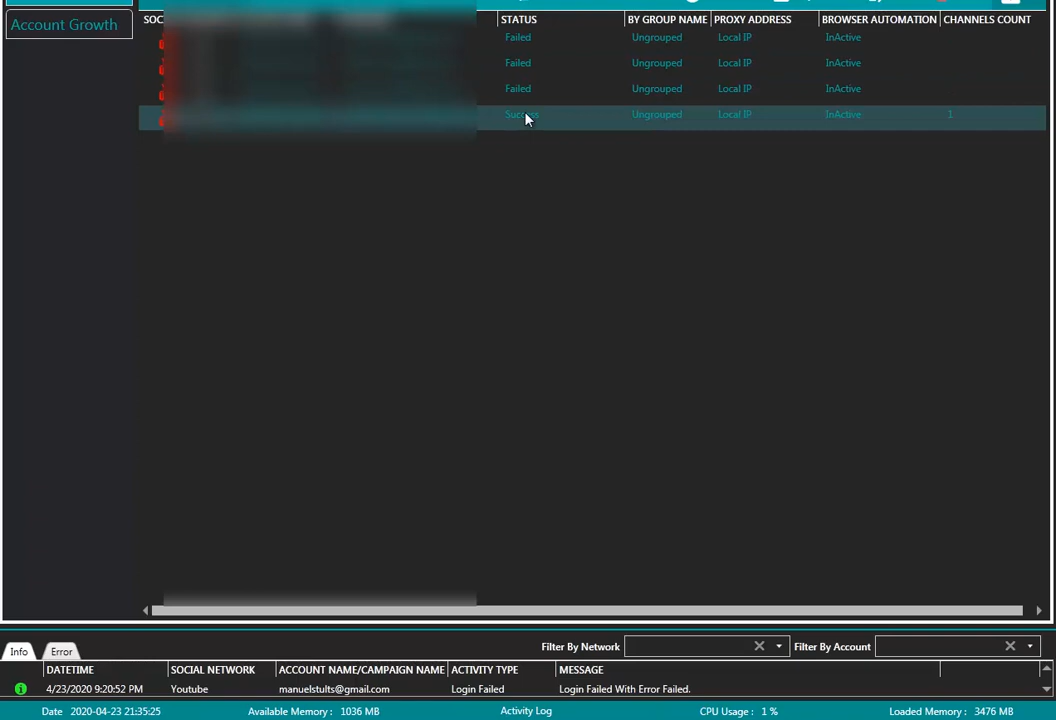 Account Growth
SOC STATUS BY GROUP NAME PROXY ADDRESS BROWSER AUTOMATION CHANNELS COUNT
Failed Ungrouped Local IP InActive
Failed Ungrouped Local IP InActive
Failed Ungrouped Local IP InActive
Success Ungrouped Local IP InActive 1
Info Error Filter By Network Filter By Account
DATETIME SOCIAL NETWORK ACCOUNT NAME/CAMPAIGN NAME ACTIVITY TYPE MESSAGE
4/23/2020 9:20:52 PM Youtube manuelstults@gmail.com Login Failed Login Failed With Error Failed.
Date 2020-04-23 21:35:25 Available Memory : 1036 MB Activity Log CPU Usage : 1 % Loaded Memory : 3476 MB